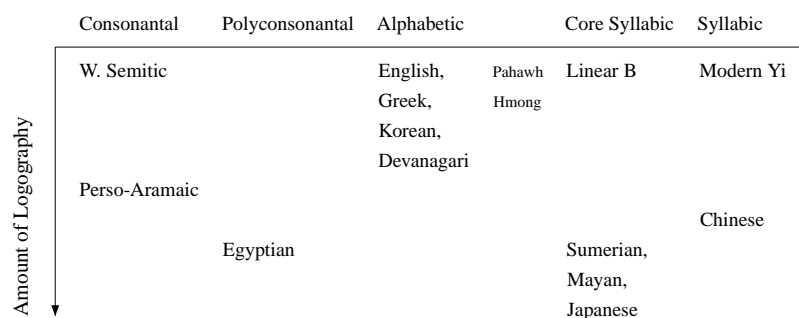 Consonantal Polyconsonantal Alphabetic Core Syllabic Syllabic
W. Semitic English, Pahawh Linear B Modern Yi
Greek, Hmong
Korean,
Devanagari
Perso-Aramaic
Chinese
Egyptian Sumerian,
Mayan,
Japanese
Amount of Logography